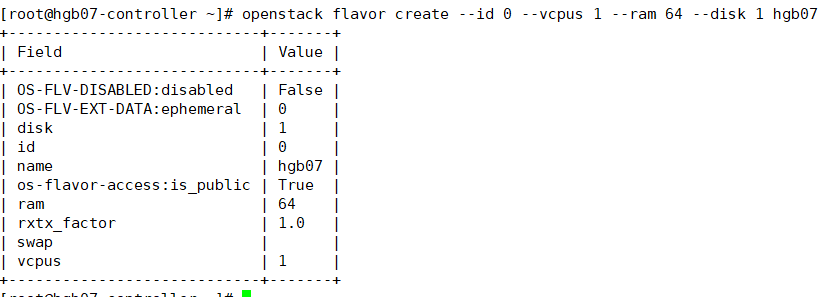 [root@hgb07-controller ~]# openstack flavor create --id 0 --vcpus 1 --ram 64 --disk 1 hgb07
+----------------------------+-------+
| Field                      | Value |
+----------------------------+-------+
| OS-FLV-DISABLED:disabled   | False |
| OS-FLV-EXT-DATA:ephemeral  | 0     |
| disk                       | 1     |
| id                         | 0     |
| name                       | hgb07 |
| os-flavor-access:is_public | True  |
| ram                        | 64    |
| rxtx_factor                | 1.0   |
| swap                       |       |
| vcpus                      | 1     |
+----------------------------+-------+
[root@hgb07-controller ~]#